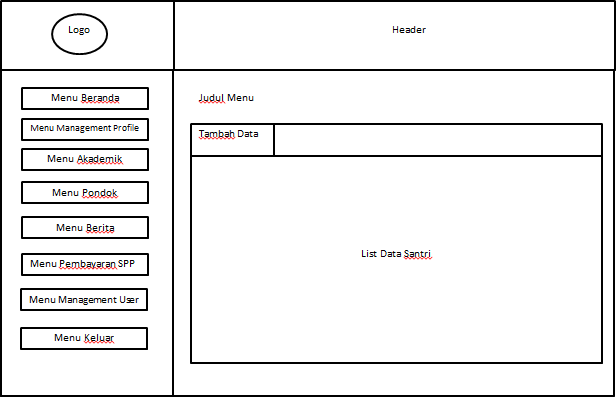 Logo
Header
Menu Beranda
Menu Management Profile
Menu Akademik
Menu Pondok
Menu Berita
Menu Pembayaran SPP
Menu Management User
Menu Keluar
Judul Menu
Tambah Data
List Data Santri